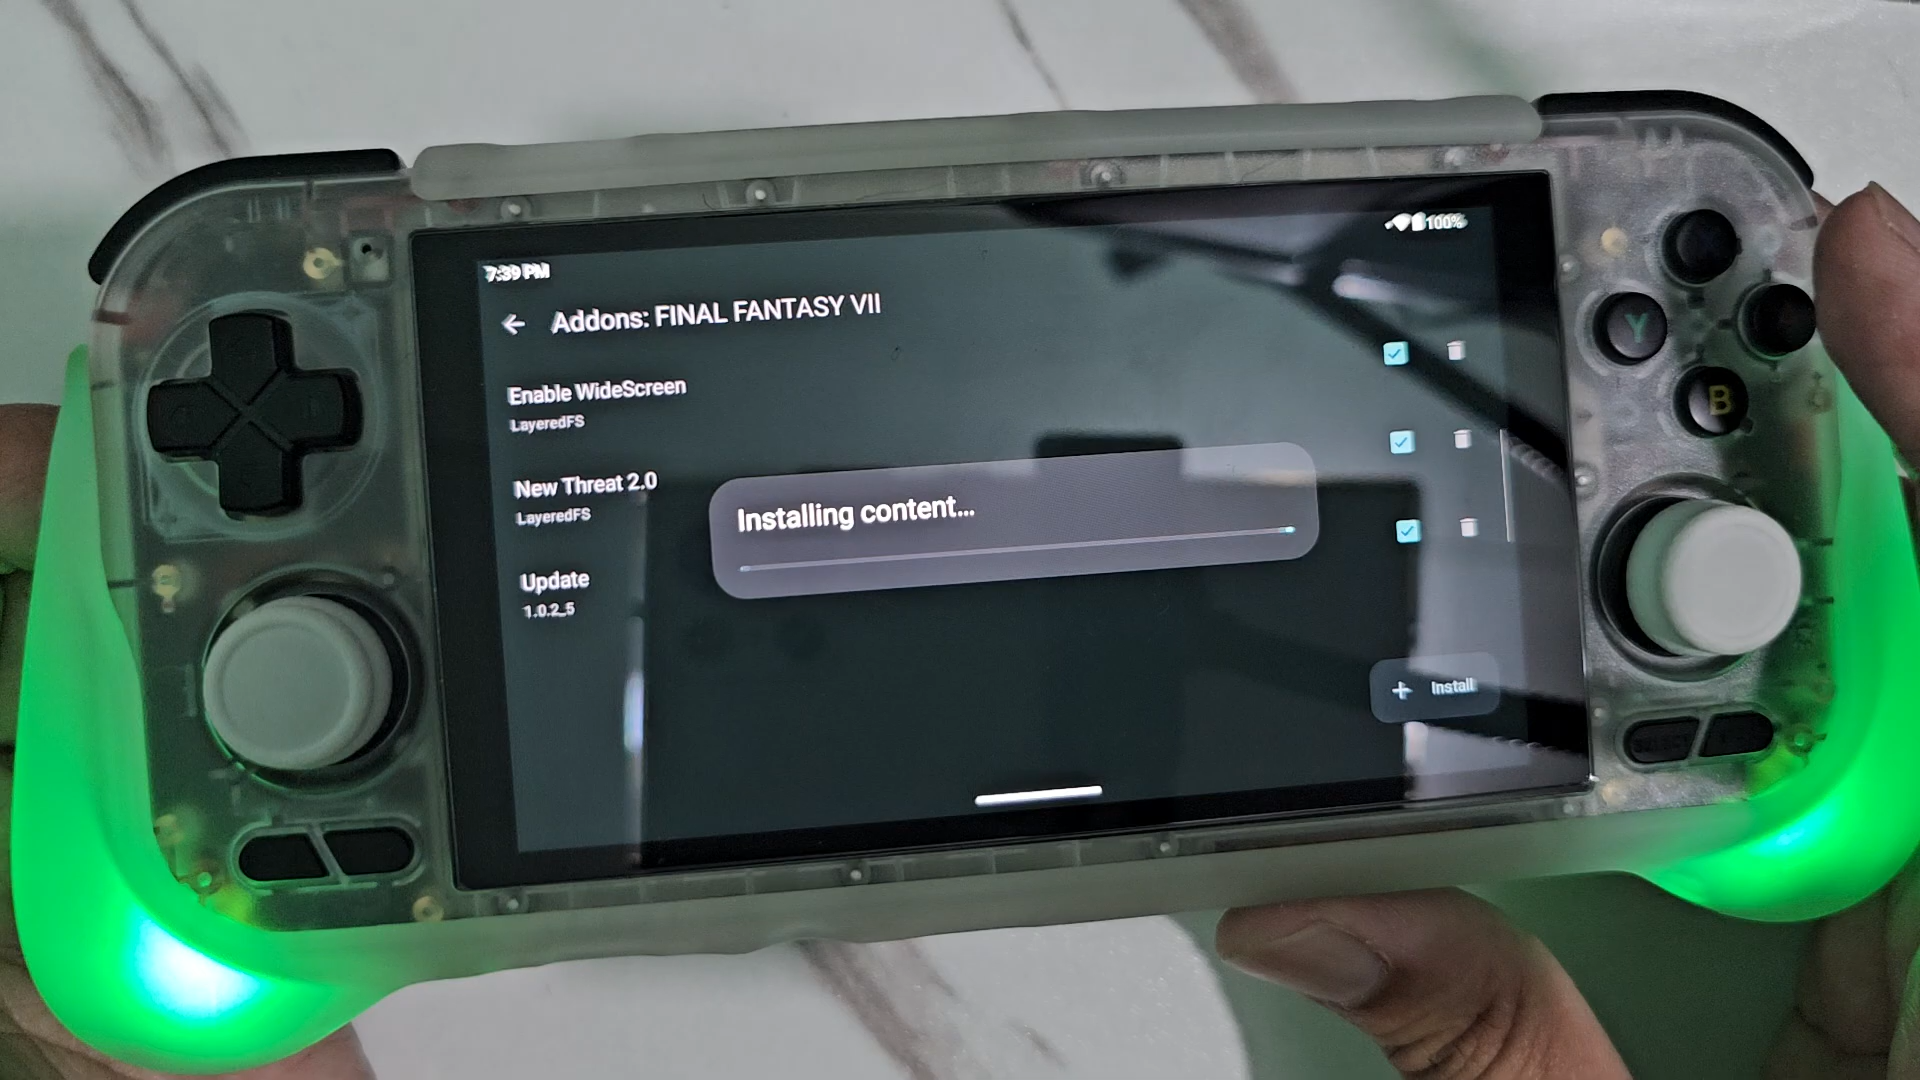 7:39 PM
100%
Addons: FINAL FANTASY VII
Enable WideScreen
LayeredFS
New Threat 2.0
LayeredFS
Installing content...
Update
1.0.2_5
Install
X
Y
B
SELECT